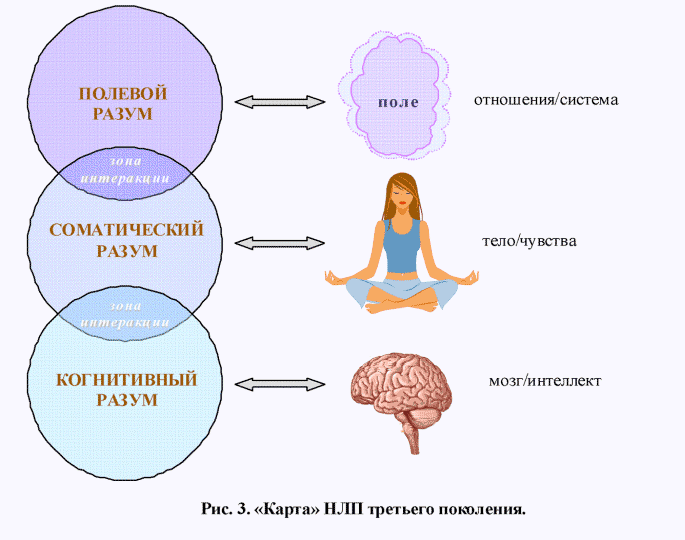 ПОЛЕВОЙ
РАЗУМ
поле
отношения/система
зона
интеракции
СОМАТИЧЕСКИЙ
РАЗУМ
тело/чувства
зона
интеракции
КОГНИТИВНЫЙ
РАЗУМ
мозг/интеллект
Рис. 3. «Карта» НЛП третьего поколения.